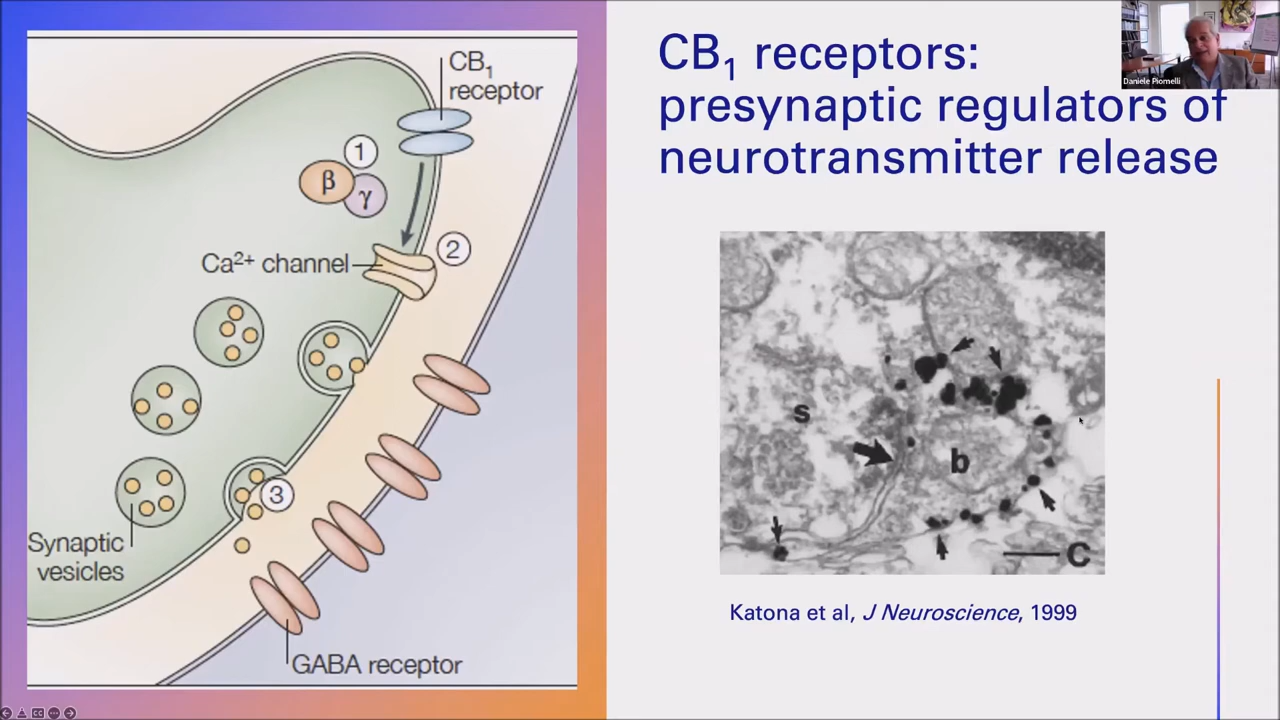 CB1
receptor
1
β
γ
2
Ca2+ channel
3
Synaptic
vesicles
GABA receptor
CB1 receptors:
presynaptic regulators of
neurotransmitter release
s
b
C
Katona et al, J Neuroscience, 1999
Daniele Piomelli